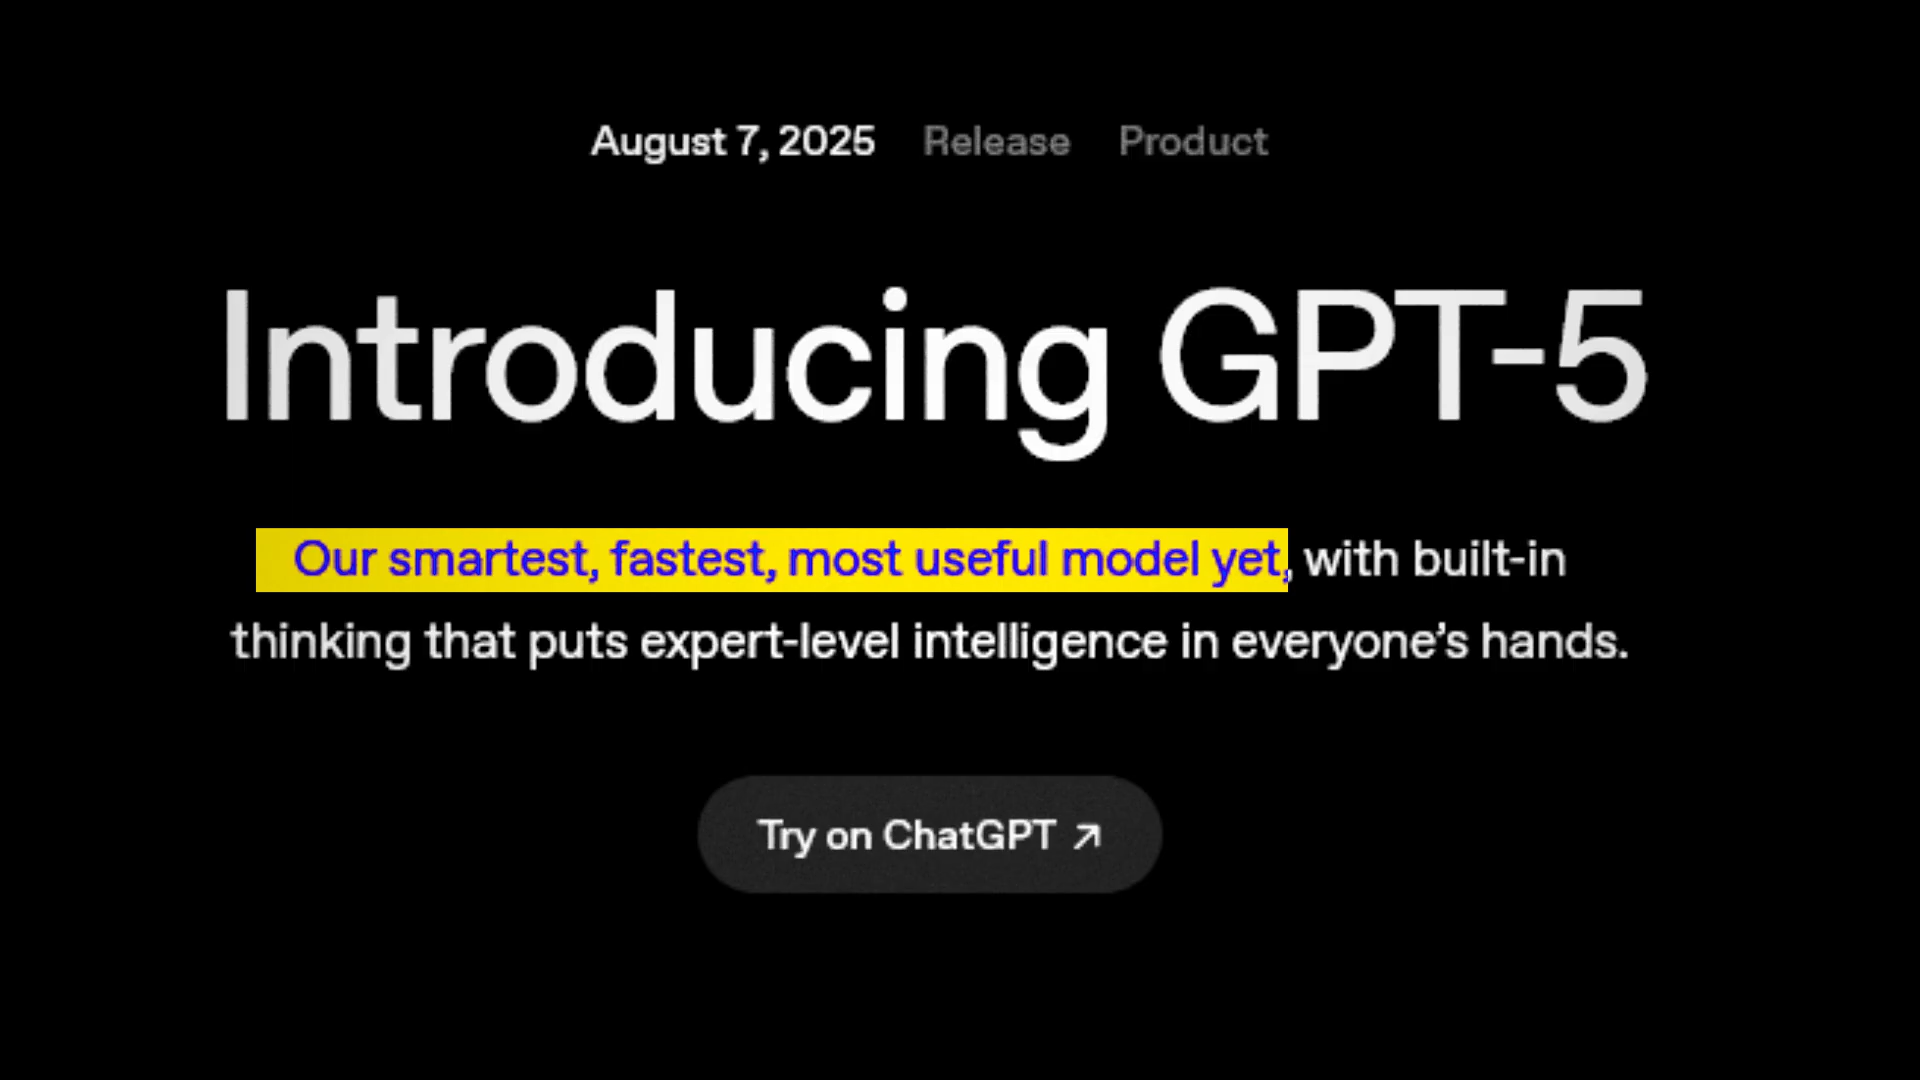 August 7, 2025 Release Product
Introducing GPT-5
Our smartest, fastest, most useful model yet, with built-in
thinking that puts expert-level intelligence in everyone’s hands.
Try on ChatGPT ↗